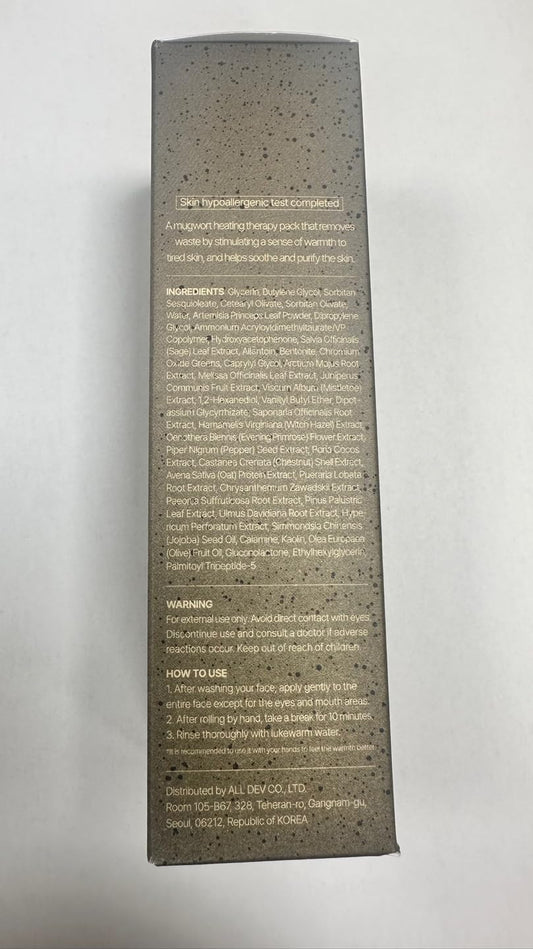 Skin hypoallergenic test completed
A mugwort heating therapy pack that removes
waste by stimulating a sense of warmth to
tired skin, and helps soothe and purify the skin.
INGREDIENTS Glycerin, Butylene Glycol, Sorbitan
Sesquioleate, Cetearyl Olivate, Sorbitan Olivate,
Water, Artemisia Princeps Leaf Powder, Dipropylene
Glycol, Ammonium Acryloyldimethyltaurate/VP
Copolymer, Hydroxyacetophenone, Salvia Officinalis
(Sage) Leaf Extract, Allantoin, Bentonite, Chromium
Oxide Greens, Caprylyl Glycol, Arctium Majus Root
Extract, Melissa Officinalis Leaf Extract, Juniperus
Communis Fruit Extract, Viscum Album (Mistletoe)
Extract, 1,2-Hexanediol, Vanillyl Butyl Ether, Dipot-
assium Glycyrrhizate, Saponaria Officinalis Root
Extract, Hamamelis Virginiana (Witch Hazel) Extract,
Oenothera Biennis (Evening Primrose) Flower Extract,
Piper Nigrum (Pepper) Seed Extract, Poria Cocos
Extract, Castanea Crenata (Chestnut) Shell Extract,
Avena Sativa (Oat) Protein Extract, Pueraria Lobata
Root Extract, Chrysanthemum Zawadskii Extract,
Paeonia Suffruticosa Root Extract, Pinus Palustris
Leaf Extract, Ulmus Davidiana Root Extract, Hype-
ricum Perforatum Extract, Simmondsia Chinensis
(Jojoba) Seed Oil, Calamine, Kaolin, Olea Europaea
(Olive) Fruit Oil, Gluconolactone, Ethylhexylglycerin,
Palmitoyl Tripeptide-5
WARNING
For external use only. Avoid direct contact with eyes.
Discontinue use and consult a doctor if adverse
reactions occur. Keep out of reach of children.
HOW TO USE
1. After washing your face, apply gently to the
entire face except for the eyes and mouth areas.
2. After rolling by hand, take a break for 10 minutes.
3. Rinse thoroughly with lukewarm water.
*It is recommended to use it with your hands to feel the warmth better.
Distributed by ALL DEV CO., LTD.
Room 105-B67, 328, Teheran-ro, Gangnam-gu,
Seoul, 06212, Republic of KOREA